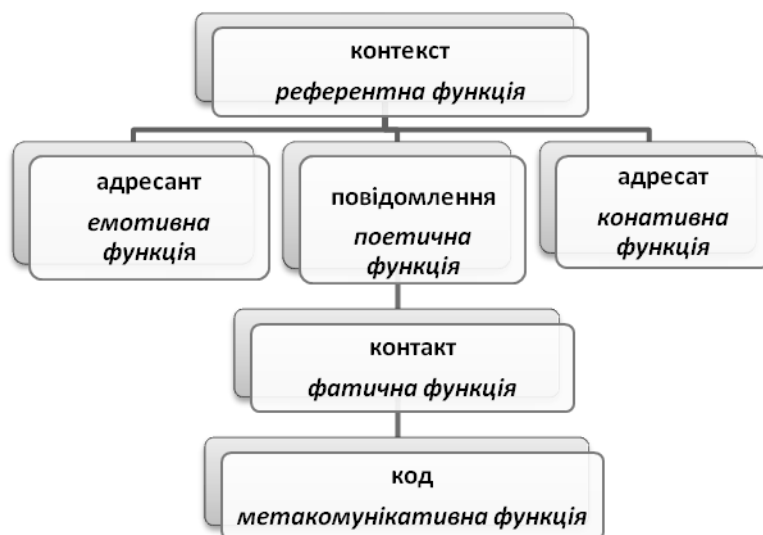 контекст
референтна функція
адресант
емотивна
функція
повідомлення
поетична
функція
адресат
конативна
функція
контакт
фатична функція
код
метакомунікативна функція